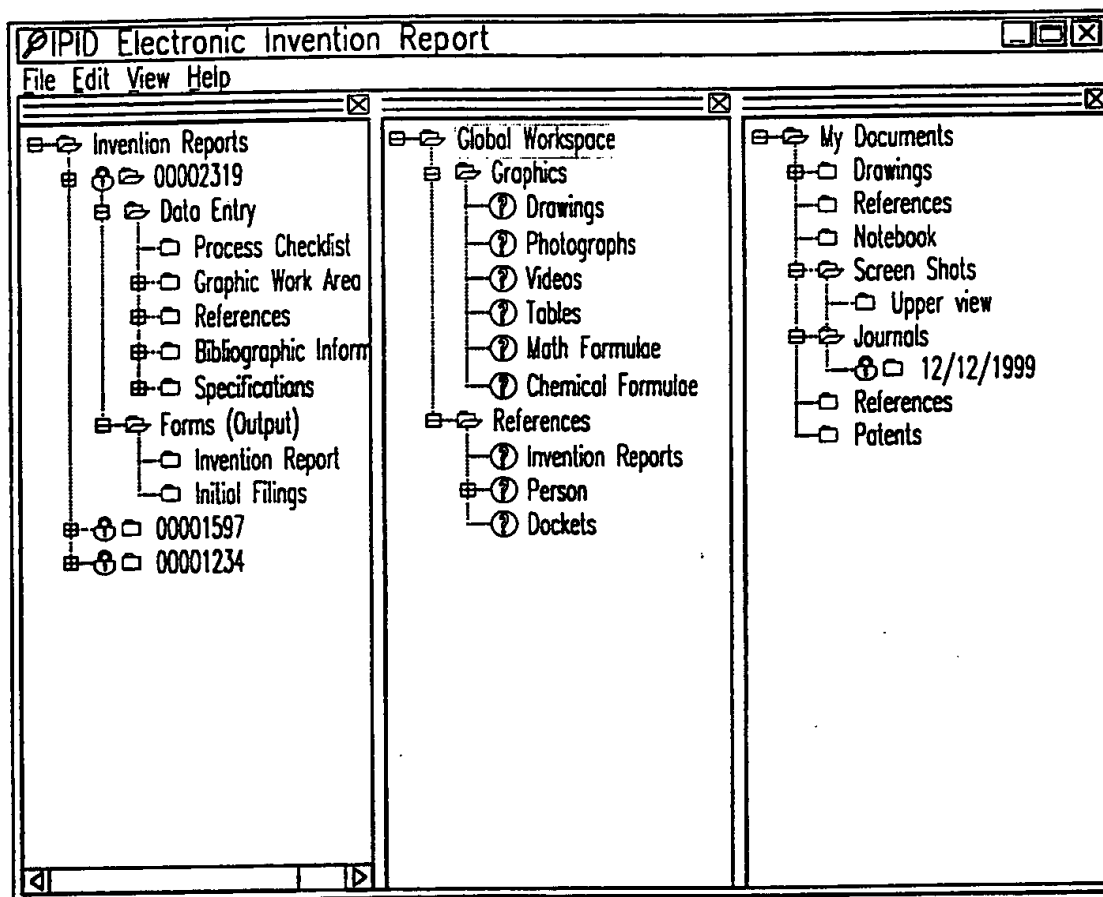 IPID Electronic Invention Report
File Edit View Help
Invention Reports
00002319
Data Entry
Process Checklist
Graphic Work Area
References
Bibliographic Inform
Specifications
Forms (Output)
Invention Report
Initial Filings
00001597
00001234
Global Workspace
Graphics
Drawings
Photographs
Videos
Tables
Math Formulae
Chemical Formulae
References
Invention Reports
Person
Dockets
My Documents
Drawings
References
Notebook
Screen Shots
Upper view
Journals
12/12/1999
References
Patents